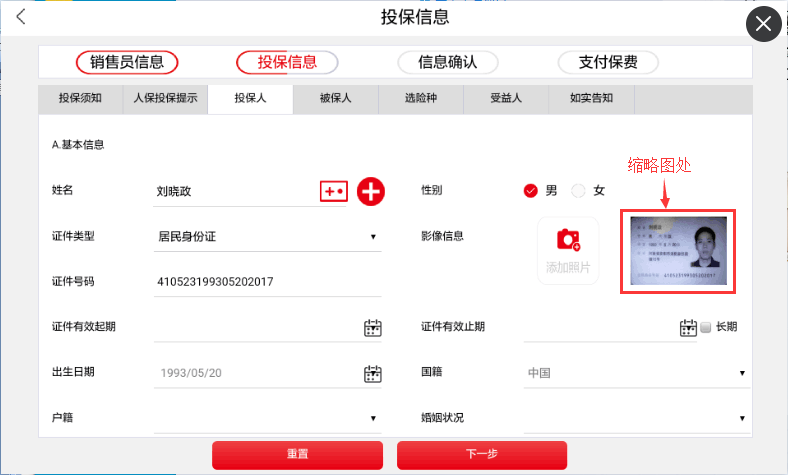 投保信息
销售员信息 投保信息 信息确认 支付保费
投保须知 人保投保提示 投保人 被保人 选险种 受益人 如实告知
A.基本信息
缩略图处
姓名 刘晓政 性别 男 女
证件类型 居民身份证 影像信息 添加照片
证件号码 410523199305202017
410523199305202017
证件有效起期 证件有效止期 长期
出生日期 1993/05/20 国籍 中国
户籍 婚姻状况
重置 下一步